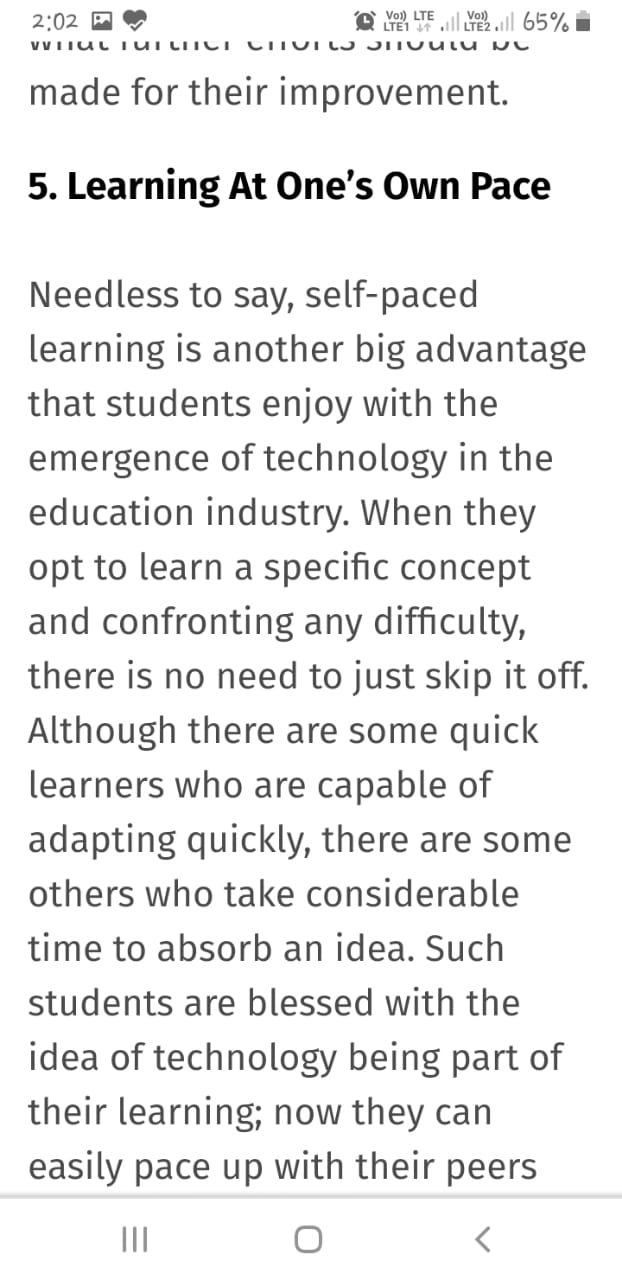 2:02
Vo)) LTE
LTE1
Vo))
LTE2
65%
what further efforts should be
made for their improvement.
5. Learning At One’s Own Pace
Needless to say, self-paced
learning is another big advantage
that students enjoy with the
emergence of technology in the
education industry. When they
opt to learn a specific concept
and confronting any difficulty,
there is no need to just skip it off.
Although there are some quick
learners who are capable of
adapting quickly, there are some
others who take considerable
time to absorb an idea. Such
students are blessed with the
idea of technology being part of
their learning; now they can
easily pace up with their peers